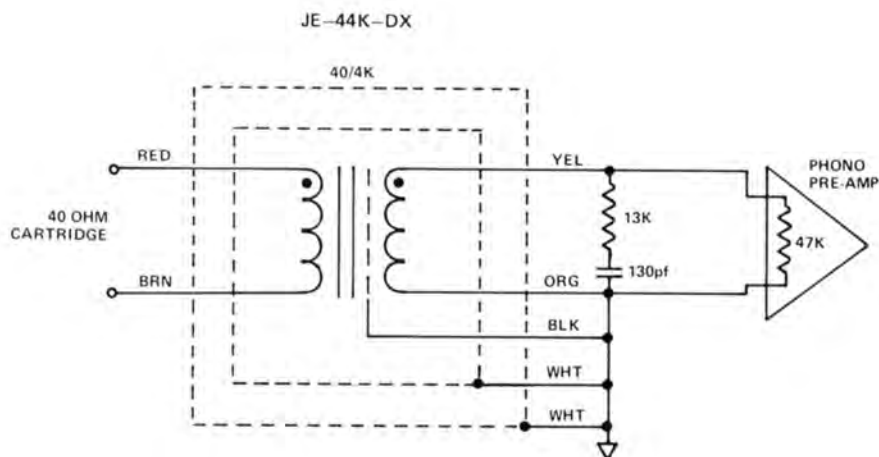 JE-44K-DX
40/4K
RED
YEL
PHONO
PRE-AMP
40 OHM
CARTRIDGE
13K
47K
130pf
BRN
ORG
BLK
WHT
WHT